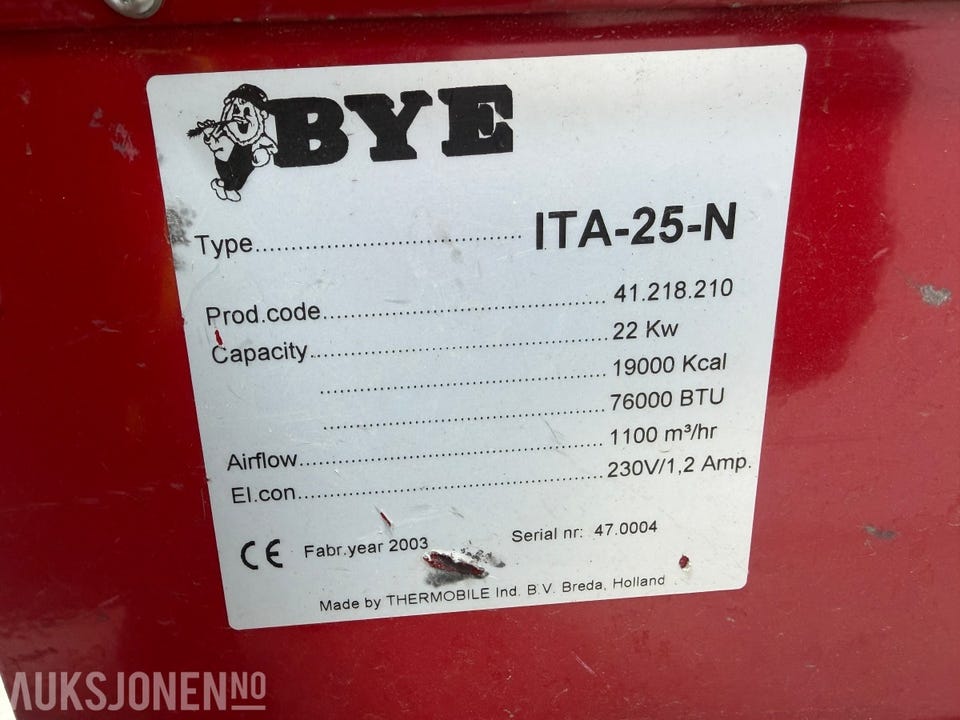 BYE
Type........................................ ITA-25-N
Prod.code........................................ 41.218.210
Capacity........................................ 22 Kw
........................................ 19000 Kcal
........................................ 76000 BTU
Airflow........................................ 1100 m³/hr
El.con........................................ 230V/1,2 Amp.
CE Fabr.year 2003 Serial nr: 47.0004
Made by THERMOBILE Ind. B.V. Breda, Holland
AUKSJONEN.NO